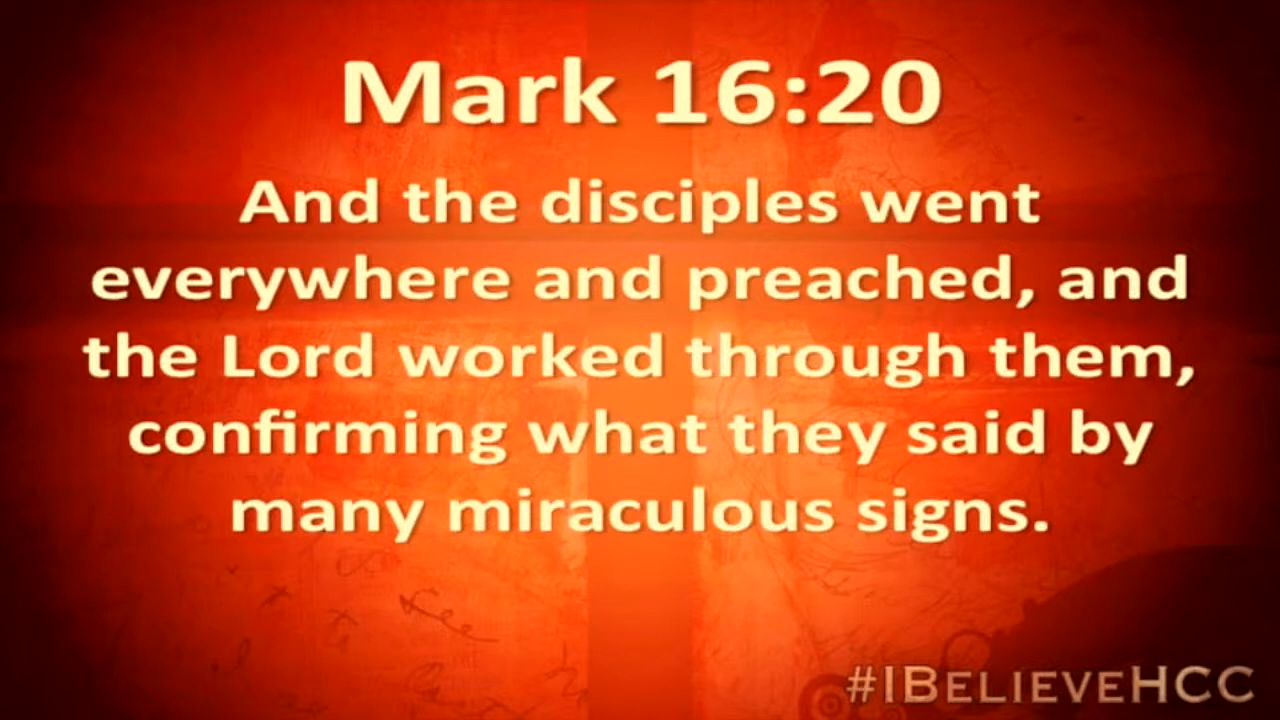 Mark 16:20
And the disciples went
everywhere and preached, and
the Lord worked through them,
confirming what they said by
many miraculous signs.
#IBELIEVEHCC